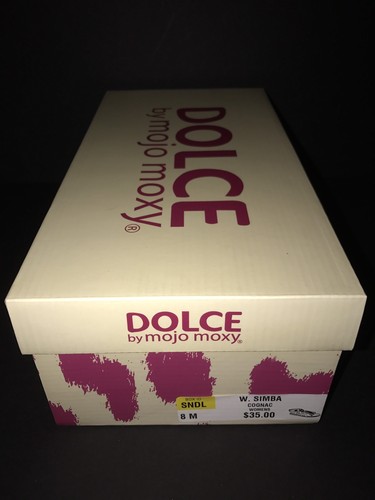 DOLCE
by mojo moxy®
DOLCE
by mojo moxy®
SNDL
8 M
W. SIMBA
COGNAC
WOMENS
$35.00